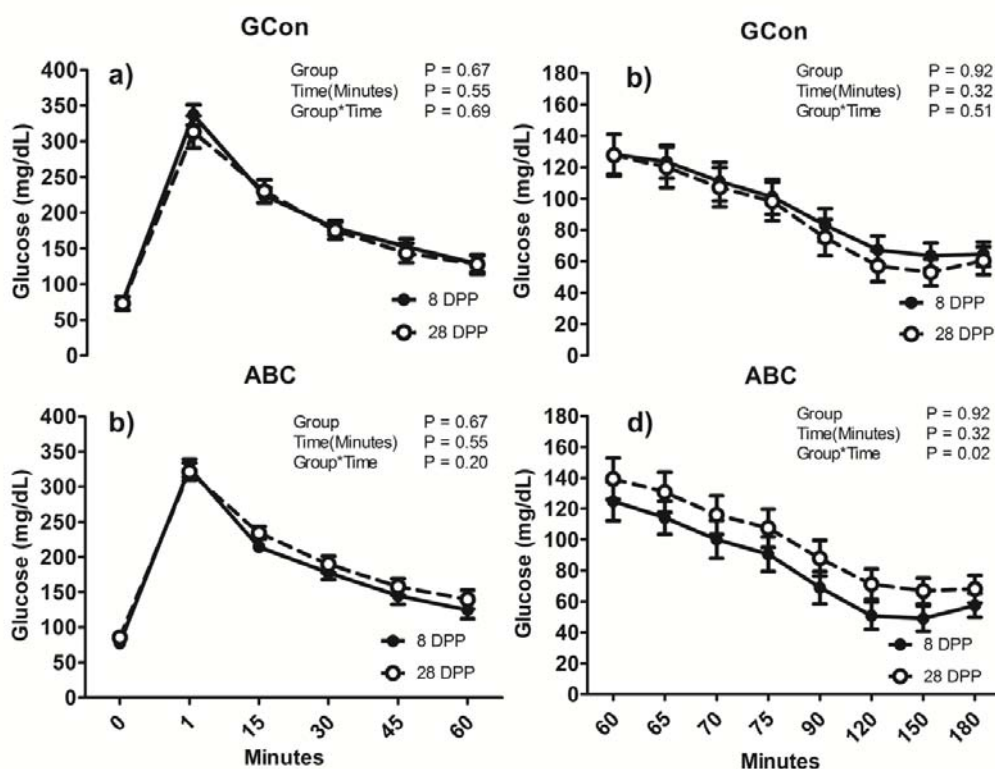 GCon
a)
Group P = 0.67
Time(Minutes) P = 0.55
Group*Time P = 0.69
Glucose (mg/dL)
400
350
300
250
200
150
100
50
0
8 DPP
28 DPP
GCon
b)
Group P = 0.92
Time(Minutes) P = 0.32
Group*Time P = 0.51
Glucose (mg/dL)
180
160
140
120
100
80
60
40
20
0
8 DPP
28 DPP
ABC
b)
Group P = 0.67
Time(Minutes) P = 0.55
Group*Time P = 0.20
Glucose (mg/dL)
400
350
300
250
200
150
100
50
0
8 DPP
28 DPP
0 1 15 30 45 60
Minutes
ABC
d)
Group P = 0.92
Time(Minutes) P = 0.32
Group*Time P = 0.02
Glucose (mg/dL)
180
160
140
120
100
80
60
40
20
0
8 DPP
28 DPP
60 65 70 75 90 120 150 180
Minutes